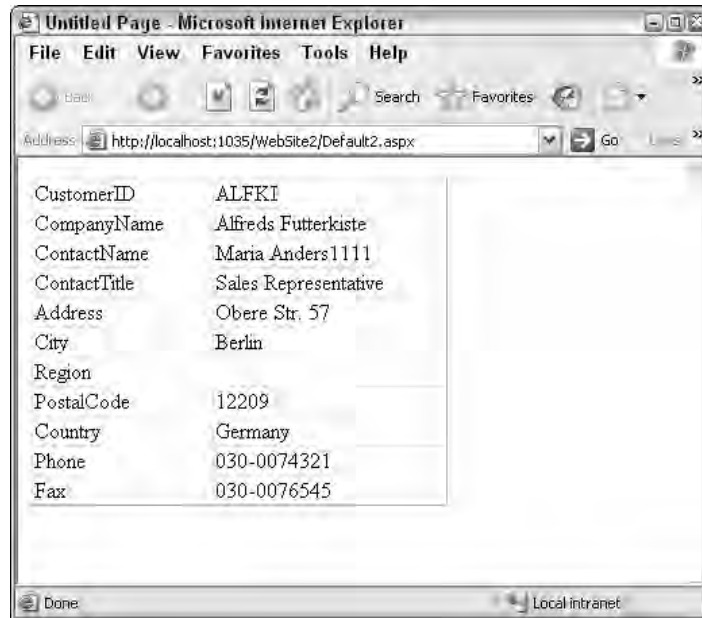 Untitled Page - Microsoft Internet Explorer
File Edit View Favorites Tools Help
Back Search Favorites »
Address http://localhost:1035/WebSite2/Default2.aspx Go Links »
CustomerID ALFKI
CompanyName Alfreds Futterkiste
ContactName Maria Anders1111
ContactTitle Sales Representative
Address Obere Str. 57
City Berlin
Region
PostalCode 12209
Country Germany
Phone 030-0074321
Fax 030-0076545
Done Local intranet